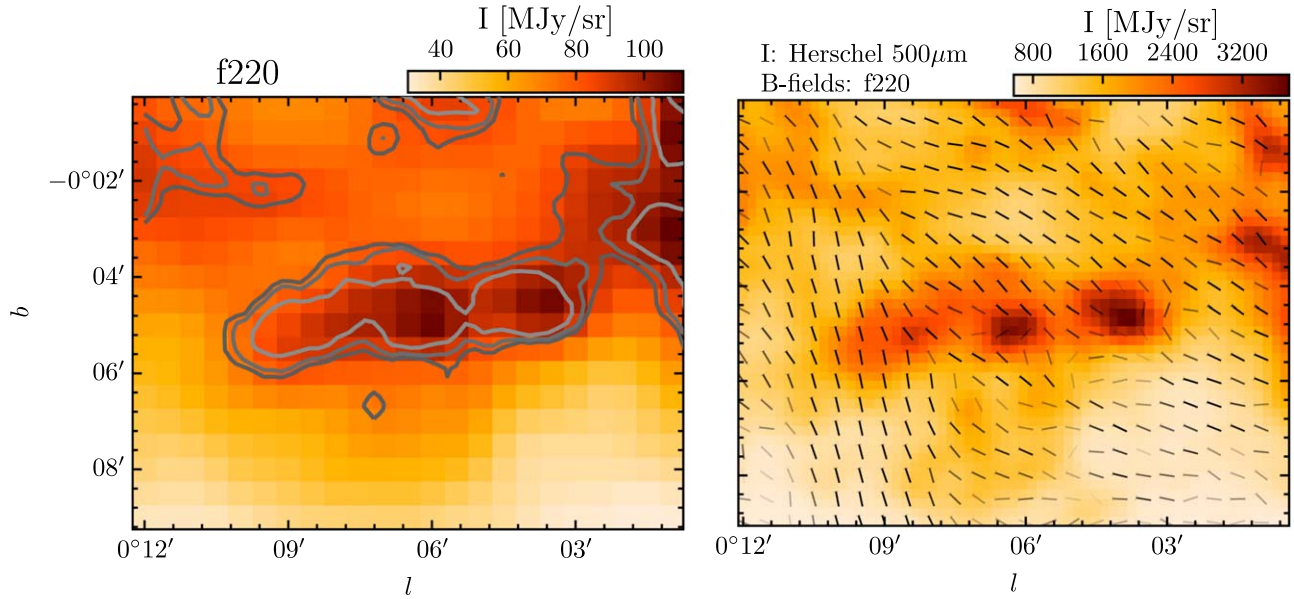 f220
I [MJy/sr]
40 60 80 100
−0°02′
04′
06′
08′
b
0°12′ 09′ 06′ 03′
l
I: Herschel 500μm
B-fields: f220
I [MJy/sr]
800 1600 2400 3200
0°12′ 09′ 06′ 03′
l